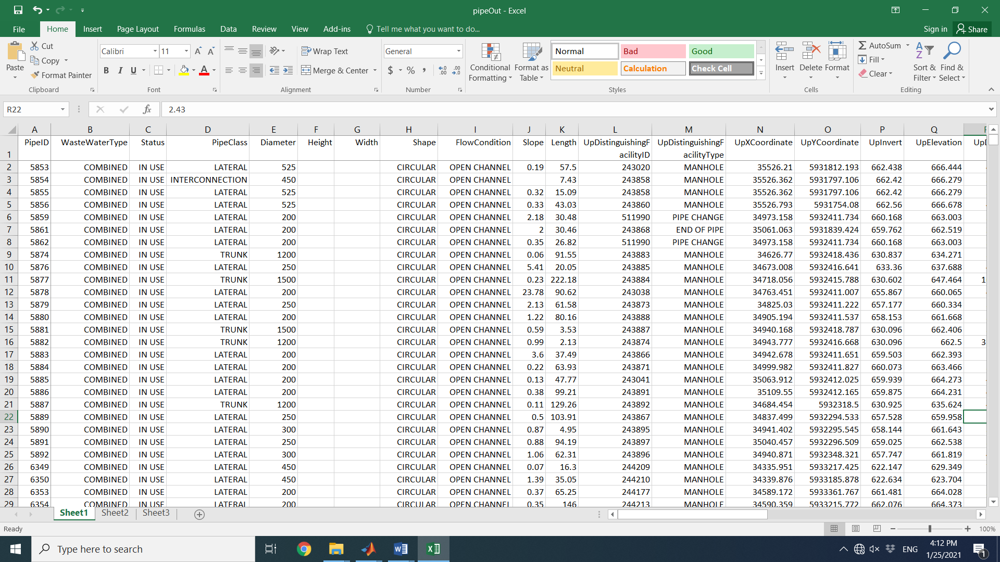 pipeOut - Excel
File Home Insert Page Layout Formulas Data Review View Add-ins Tell me what you want to do... Sign in Share
Paste Cut Copy Format Painter Clipboard
Calibri 11 A A B I U A Font
Wrap Text Merge & Center Alignment
General $ % , .00 Number
Conditional Formatting Format as Table Normal Bad Good Neutral Calculation Check Cell Styles
Insert Delete Format Cells
AutoSum Fill Clear Sort & Filter Find & Select Editing
R22 fx 2.43
A B C D E F G H I J K L M N O P Q
1 PipeID WasteWaterType Status PipeClass Diameter Height Width Shape FlowCondition Slope Length UpDistinguishingFacilityID UpDistinguishingFacilityType UpXCoordinate UpYCoordinate UpInvert UpElevation
2 5853 COMBINED IN USE LATERAL 525 CIRCULAR OPEN CHANNEL 0.19 57.5 243020 MANHOLE 35526.21 5931812.193 662.438 666.444
3 5854 COMBINED IN USE INTERCONNECTION 450 CIRCULAR OPEN CHANNEL 7.43 243858 MANHOLE 35526.362 5931797.106 662.42 666.279
4 5855 COMBINED IN USE LATERAL 525 CIRCULAR OPEN CHANNEL 0.32 15.09 243858 MANHOLE 35526.362 5931797.106 662.42 666.279
5 5856 COMBINED IN USE LATERAL 525 CIRCULAR OPEN CHANNEL 0.33 43.03 243860 MANHOLE 35526.793 5931754.08 662.56 666.678
6 5859 COMBINED IN USE LATERAL 200 CIRCULAR OPEN CHANNEL 2.18 30.48 511990 PIPE CHANGE 34973.158 5932411.734 660.168 663.003
7 5861 COMBINED IN USE LATERAL 200 CIRCULAR OPEN CHANNEL 2 30.46 243868 END OF PIPE 35061.063 5931839.424 659.762 662.519
8 5862 COMBINED IN USE LATERAL 200 CIRCULAR OPEN CHANNEL 0.35 26.82 511990 PIPE CHANGE 34973.158 5932411.734 660.168 663.003
9 5874 COMBINED IN USE TRUNK 1200 CIRCULAR OPEN CHANNEL 0.06 91.55 243883 MANHOLE 34626.77 5932418.436 630.837 634.271
10 5876 COMBINED IN USE LATERAL 250 CIRCULAR OPEN CHANNEL 5.41 20.05 243885 MANHOLE 34673.008 5932416.641 633.36 637.688
11 5877 COMBINED IN USE TRUNK 1500 CIRCULAR OPEN CHANNEL 0.23 222.18 243884 MANHOLE 34718.056 5932415.788 630.602 647.464 1
12 5878 COMBINED IN USE LATERAL 200 CIRCULAR OPEN CHANNEL 23.78 90.62 243038 MANHOLE 34763.451 5932411.007 655.867 660.065
13 5879 COMBINED IN USE LATERAL 250 CIRCULAR OPEN CHANNEL 2.13 61.58 243873 MANHOLE 34825.03 5932411.222 657.177 660.334
14 5880 COMBINED IN USE LATERAL 200 CIRCULAR OPEN CHANNEL 1.22 80.16 243888 MANHOLE 34905.194 5932411.537 658.153 661.668
15 5881 COMBINED IN USE TRUNK 1500 CIRCULAR OPEN CHANNEL 0.59 3.53 243887 MANHOLE 34940.168 5932418.787 630.096 662.406
16 5882 COMBINED IN USE TRUNK 1200 CIRCULAR OPEN CHANNEL 0.99 2.13 243874 MANHOLE 34943.777 5932416.668 630.096 662.5 3
17 5883 COMBINED IN USE LATERAL 200 CIRCULAR OPEN CHANNEL 3.6 37.49 243866 MANHOLE 34942.678 5932411.651 659.503 662.393
18 5884 COMBINED IN USE LATERAL 200 CIRCULAR OPEN CHANNEL 0.22 63.93 243871 MANHOLE 34999.982 5932411.827 660.073 663.466
19 5885 COMBINED IN USE LATERAL 200 CIRCULAR OPEN CHANNEL 0.13 47.77 243041 MANHOLE 35063.912 5932412.025 659.939 664.273
20 5886 COMBINED IN USE LATERAL 200 CIRCULAR OPEN CHANNEL 0.38 99.21 243891 MANHOLE 35109.55 5932412.165 659.875 664.231
21 5887 COMBINED IN USE TRUNK 1200 CIRCULAR OPEN CHANNEL 0.11 129.26 243892 MANHOLE 34684.454 5932318.5 630.925 635.624
22 5889 COMBINED IN USE LATERAL 250 CIRCULAR OPEN CHANNEL 0.5 103.91 243867 MANHOLE 34837.499 5932294.533 657.528 659.958
23 5890 COMBINED IN USE LATERAL 300 CIRCULAR OPEN CHANNEL 0.87 4.95 243895 MANHOLE 34941.402 5932295.545 658.144 661.643
24 5891 COMBINED IN USE LATERAL 250 CIRCULAR OPEN CHANNEL 0.88 94.19 243897 MANHOLE 35040.457 5932296.509 659.025 662.538
25 5892 COMBINED IN USE LATERAL 300 CIRCULAR OPEN CHANNEL 1.06 62.31 243896 MANHOLE 34940.871 5932348.321 657.747 661.819
26 6349 COMBINED IN USE LATERAL 450 CIRCULAR OPEN CHANNEL 0.07 16.3 244209 MANHOLE 34335.951 5933217.425 622.147 629.349
27 6350 COMBINED IN USE LATERAL 450 CIRCULAR OPEN CHANNEL 1.39 35.05 244210 MANHOLE 34339.876 5933185.878 622.634 623.704
28 6353 COMBINED IN USE LATERAL 200 CIRCULAR OPEN CHANNEL 0.37 65.25 244177 MANHOLE 34589.172 5933361.767 661.481 664.028
29 6354 COMBINED IN USE LATERAL 200 CIRCULAR OPEN CHANNEL 0.35 146 244213 MANHOLE 34590.359 5933215.772 662.076 664.373
Sheet1 Sheet2 Sheet3
Ready 100%
Type here to search ENG 4:12 PM
1/25/2021 1